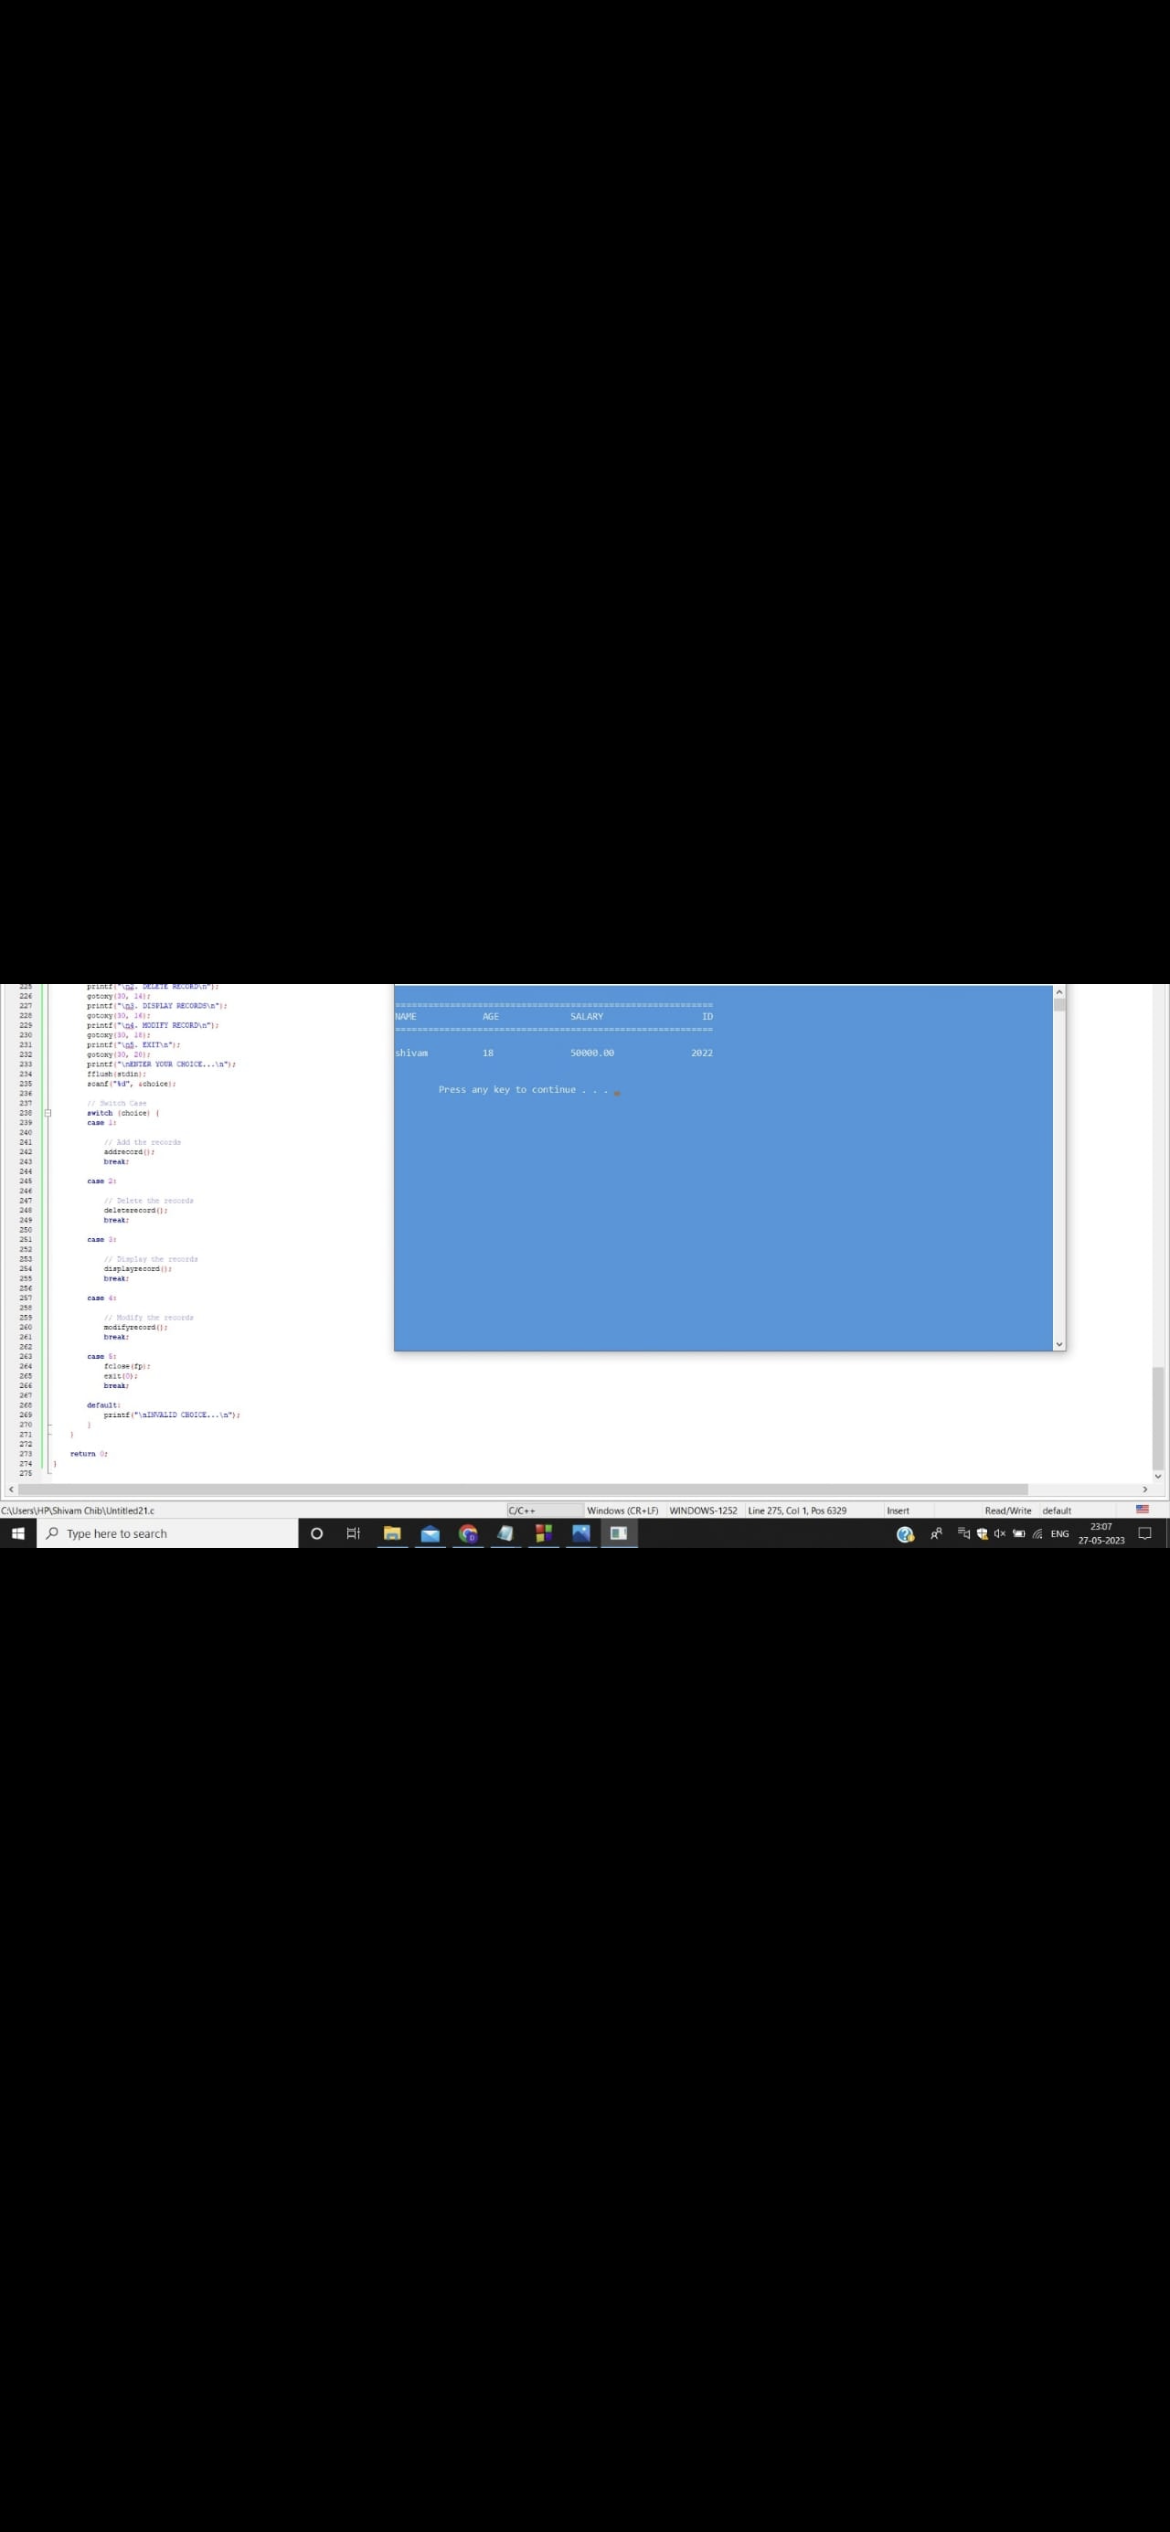 225 printf("\n2. DELETE RECORD\n");
226 gotoxy(30, 14);
227 printf("\n3. DISPLAY RECORDS\n");
228 gotoxy(30, 16);
229 printf("\n4. MODIFY RECORD\n");
230 gotoxy(30, 18);
231 printf("\n5. EXIT\n");
232 gotoxy(30, 20);
233 printf("\nENTER YOUR CHOICE...\n");
234 fflush(stdin);
235 scanf("%d", &choice);
236
237 // Switch Case
238 switch (choice) {
239 case 1:
240
241 // Add the records
242 addrecord();
243 break;
244
245 case 2:
246
247 // Delete the records
248 deleterecord();
249 break;
250
251 case 3:
252
253 // Display the records
254 displayrecord();
255 break;
256
257 case 4:
258
259 // Modify the records
260 modifyrecord();
261 break;
262
263 case 5:
264 fclose(fp);
265 exit(0);
266 break;
267
268 default:
269 printf("\nINVALID CHOICE...\n");
270 }
271 }
272
273 return 0;
274 }
275
==========================================================
NAME AGE SALARY ID
==========================================================
shivam 18 50000.00 2022
Press any key to continue . . .
C:\Users\HP\Shivam Chib\Untitled21.c C/C++ Windows (CR+LF) WINDOWS-1252 Line 275, Col 1, Pos 6329 Insert Read/Write default
Type here to search ENG 23:07
27-05-2023